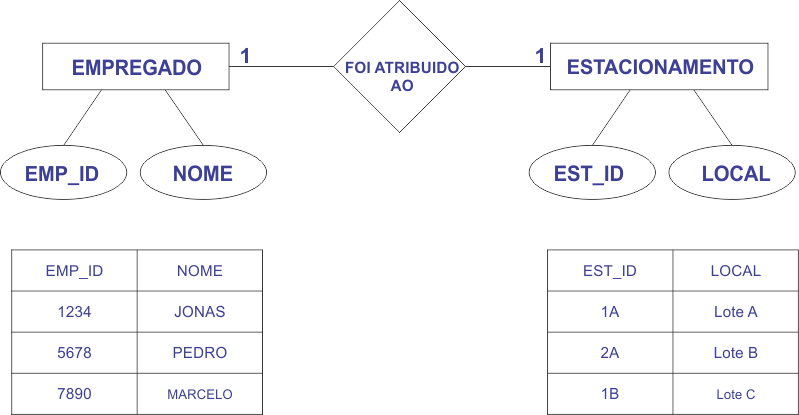 EMPREGADO
1
FOI ATRIBUIDO
AO
1
ESTACIONAMENTO
EMP_ID
NOME
EST_ID
LOCAL
EMP_ID NOME
1234 JONAS
5678 PEDRO
7890 MARCELO
EST_ID LOCAL
1A Lote A
2A Lote B
1B Lote C